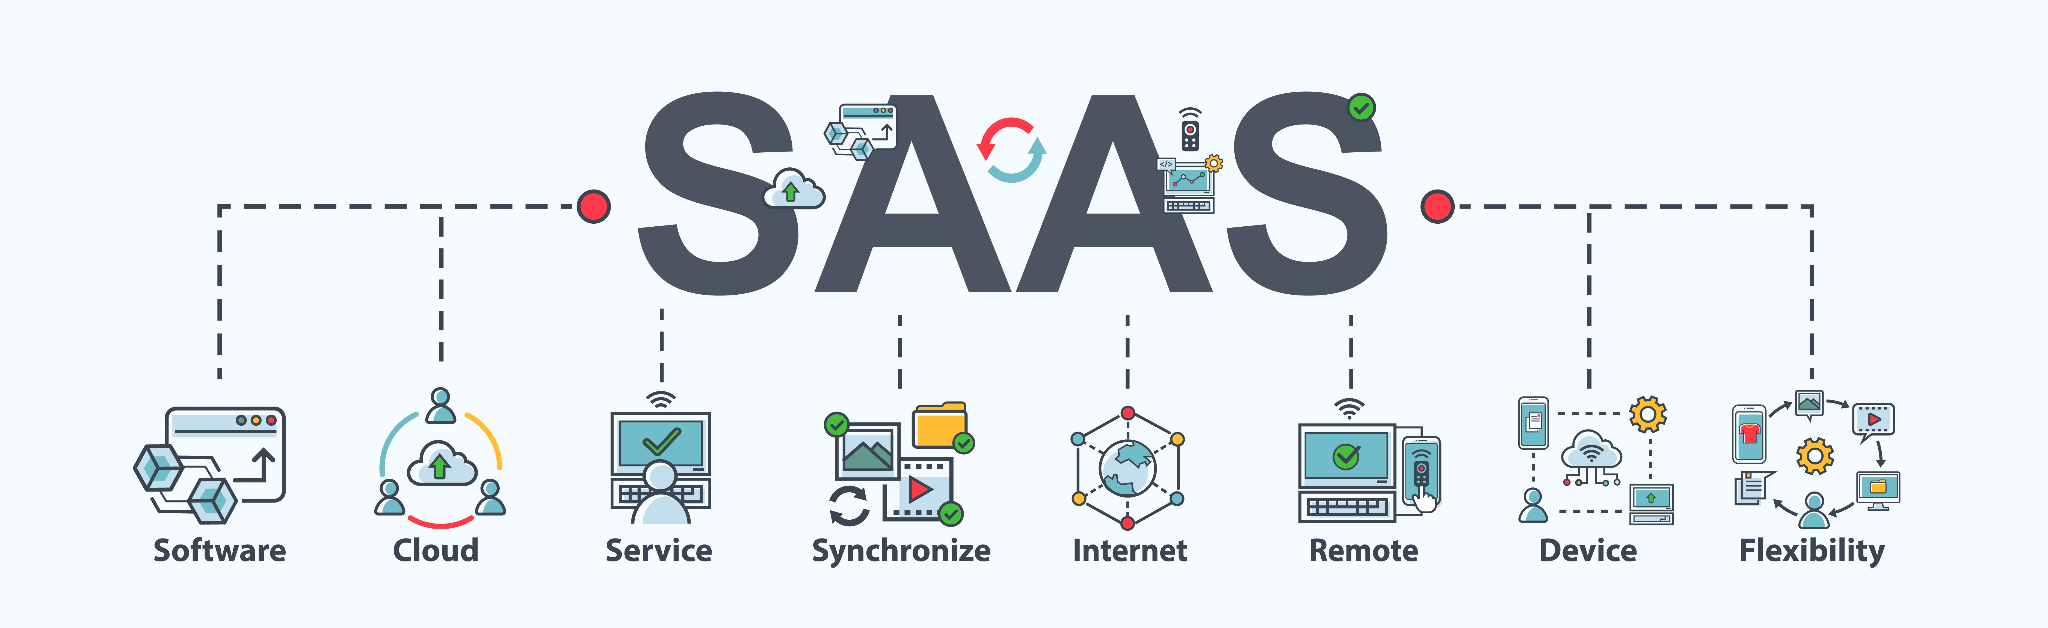 SAAS
</>
Software
Cloud
Service
Synchronize
Internet
Remote
Device
Flexibility